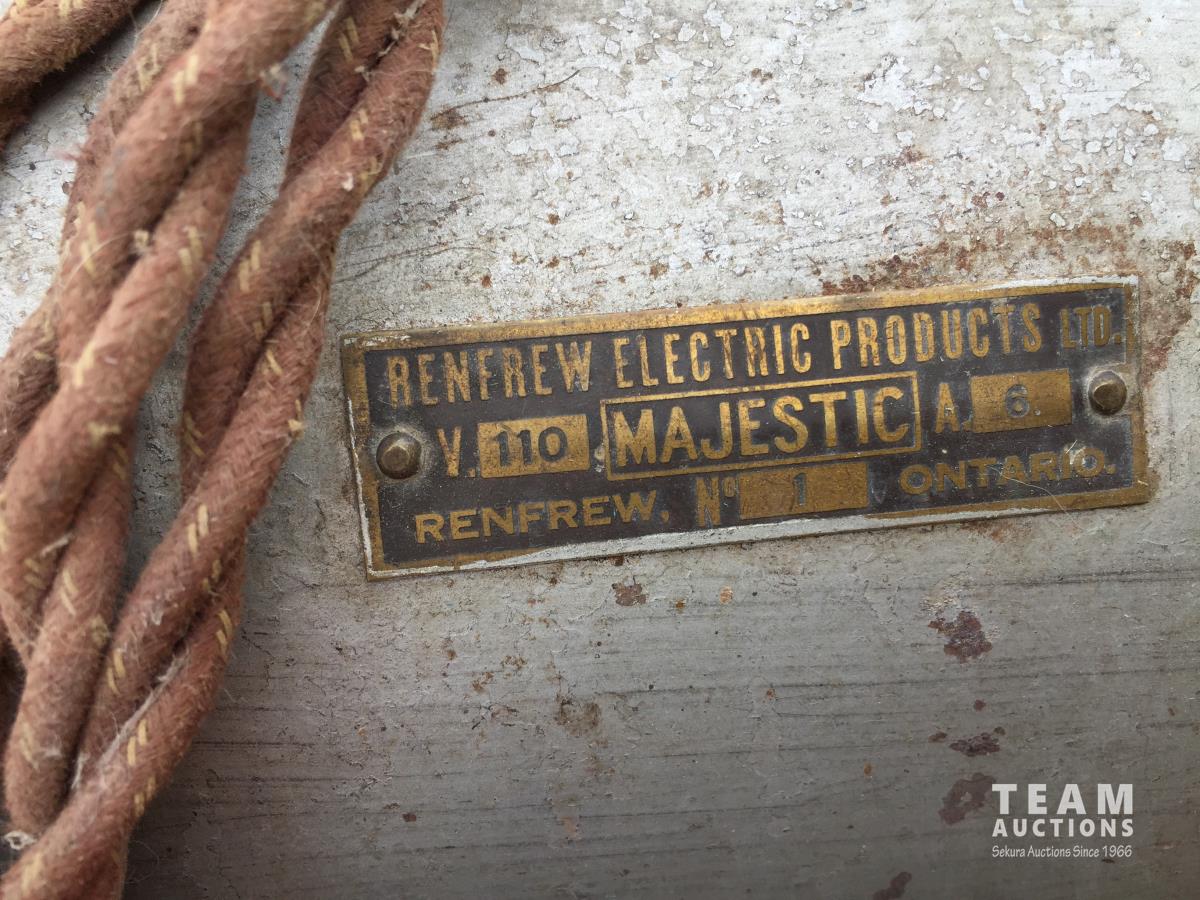 RENFREW ELECTRIC PRODUCTS LTD.
V. 110 MAJESTIC A. 6.
RENFREW, Nº 1 ONTARIO.
TEAM
AUCTIONS
Sekura Auctions Since 1966